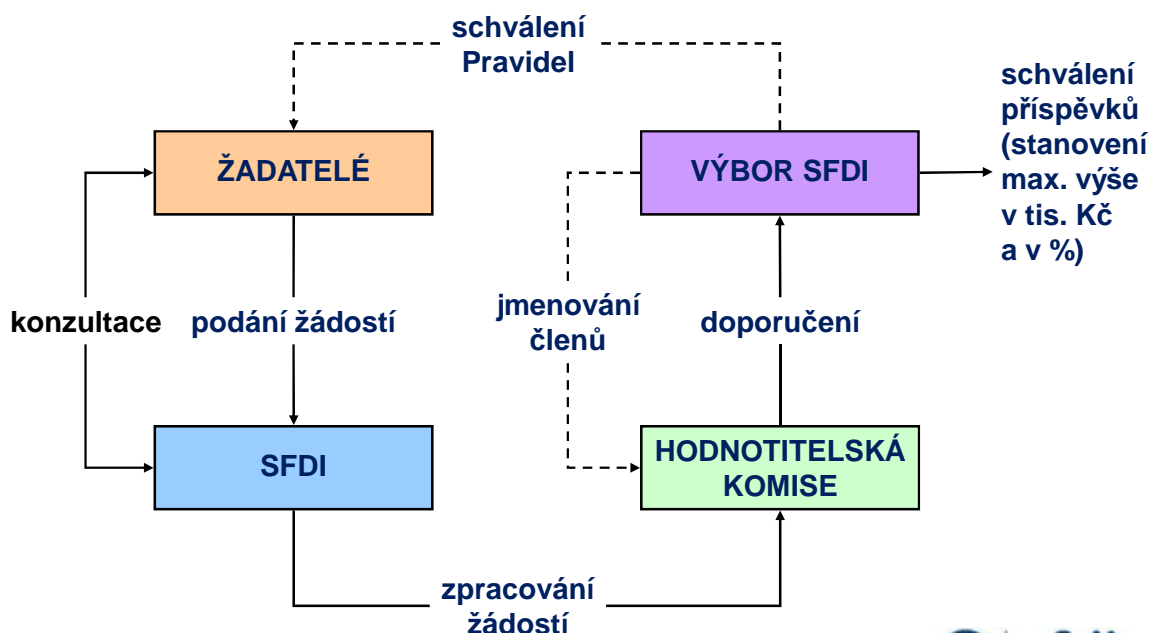 schválení
Pravidel
schválení
příspěvků
(stanovení
max. výše
v tis. Kč
a v %)
ŽADATELÉ
VÝBOR SFDI
konzultace
podání žádostí
jmenování
členů
doporučení
SFDI
HODNOTITELSKÁ
KOMISE
zpracování
žádostí